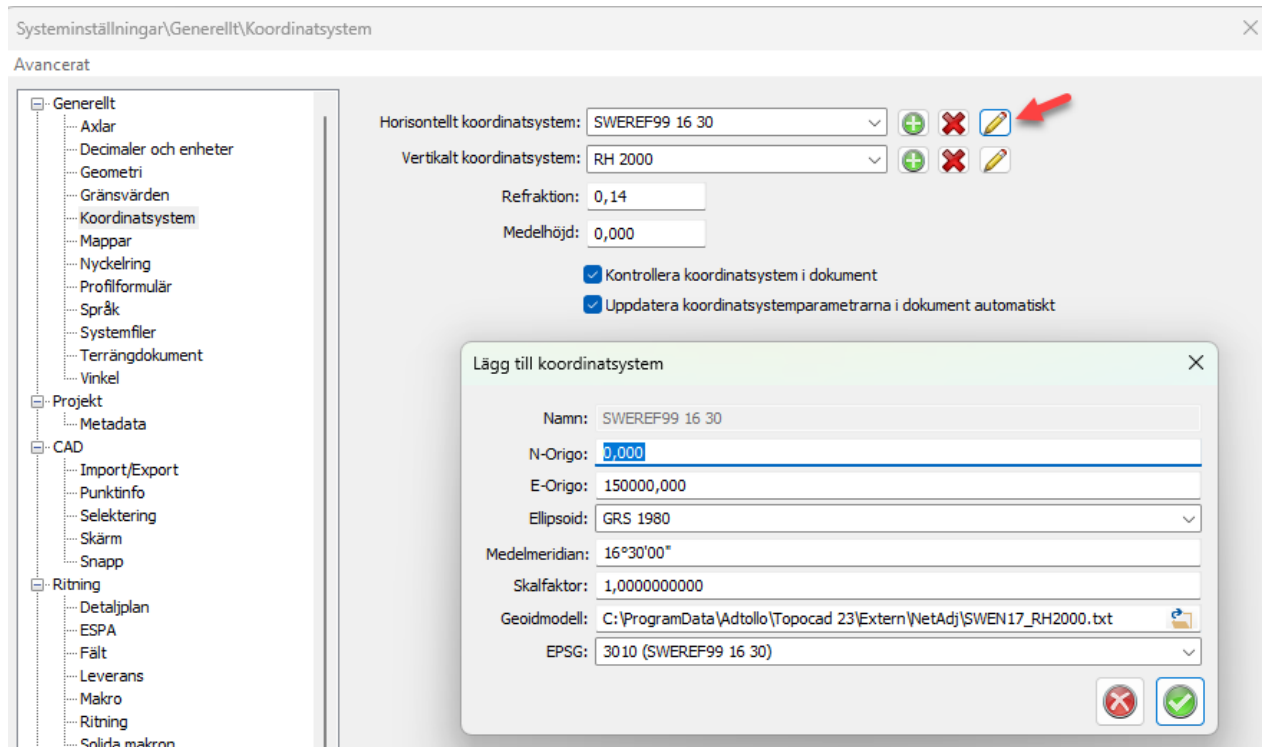 Systeminställningar\Generellt\Koordinatsystem
Avancerat
Generellt
Axlar
Decimaler och enheter
Geometri
Gränsvärden
Koordinatsystem
Mappar
Nyckelring
Profilformulär
Språk
Systemfiler
Terrängdokument
Vinkel
Projekt
Metadata
CAD
Import/Export
Punktinfo
Selektering
Skärm
Snapp
Ritning
Detaljplan
ESPA
Fält
Leverans
Makro
Ritning
Solida makron
Horisontellt koordinatsystem: SWEREF99 16 30
Vertikalt koordinatsystem: RH 2000
Refraktion: 0,14
Medelhöjd: 0,000
Kontrollera koordinatsystem i dokument
Uppdatera koordinatsystemparametrarna i dokument automatiskt
Lägg till koordinatsystem
Namn: SWEREF99 16 30
N-Origo: 0,000
E-Origo: 150000,000
Ellipsoid: GRS 1980
Medelmeridian: 16°30'00"
Skalfaktor: 1,0000000000
Geoidmodell: C:\ProgramData\Adtollo\Topocad 23\Extern\NetAdj\SWEN17_RH2000.txt
EPSG: 3010 (SWEREF99 16 30)